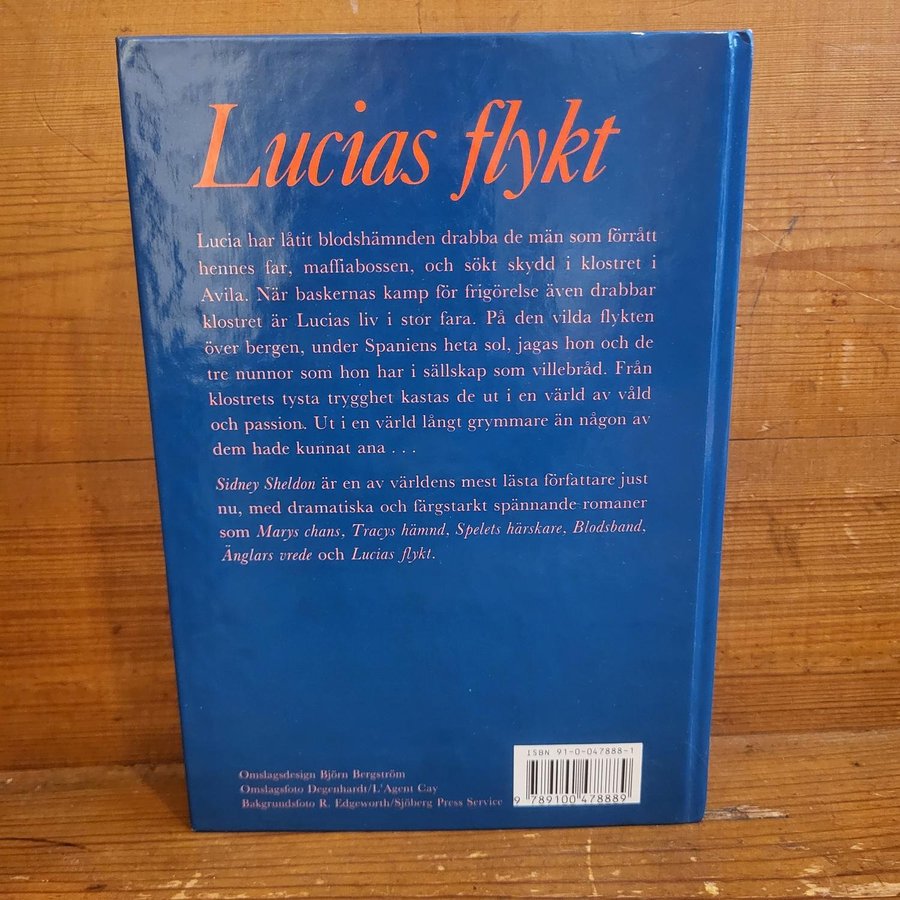 Lucias flykt
Lucia har låtit blodshämnden drabba de män som förrått
hennes far, maffiabossen, och sökt skydd i klostret i
Avila. När baskernas kamp för frigörelse även drabbar
klostret är Lucias liv i stor fara. På den vilda flykten
över bergen, under Spaniens heta sol, jagas hon och de
tre nunnor som hon har i sällskap som villebråd. Från
klostrets tysta trygghet kastas de ut i en värld av våld
och passion. Ut i en värld långt grymmare än någon av
dem hade kunnat ana . . .
Sidney Sheldon är en av världens mest lästa författare just
nu, med dramatiska och färgstarkt spännande romaner
som Marys chans, Tracys hämnd, Spelets härskare, Blodsband,
Änglars vrede och Lucias flykt.
ISBN 91-0-047888-1
9 789100 478889
Omslagsdesign Björn Bergström
Omslagsfoto Degenhardt/L'Agent Cay
Bakgrundsfoto R. Edgeworth/Sjöberg Press Service